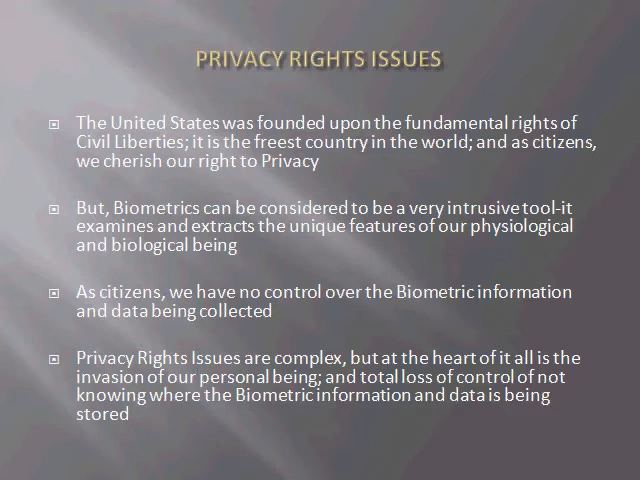 PRIVACY RIGHTS ISSUES
The United States was founded upon the fundamental rights of
Civil Liberties; it is the freest country in the world; and as citizens,
we cherish our right to Privacy
But, Biometrics can be considered to be a very intrusive tool-it
examines and extracts the unique features of our physiological
and biological being
As citizens, we have no control over the Biometric information
and data being collected
Privacy Rights Issues are complex, but at the heart of it all is the
invasion of our personal being; and total loss of control of not
knowing where the Biometric information and data is being
stored